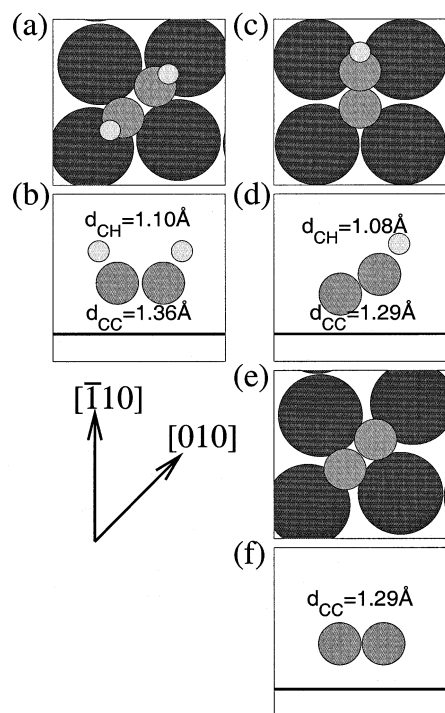 (a)
(c)
(b)
d_CH=1.10Å
d_CC=1.36Å
(d)
d_CH=1.08Å
d_CC=1.29Å
[1̅10]
[010]
(e)
(f)
d_CC=1.29Å